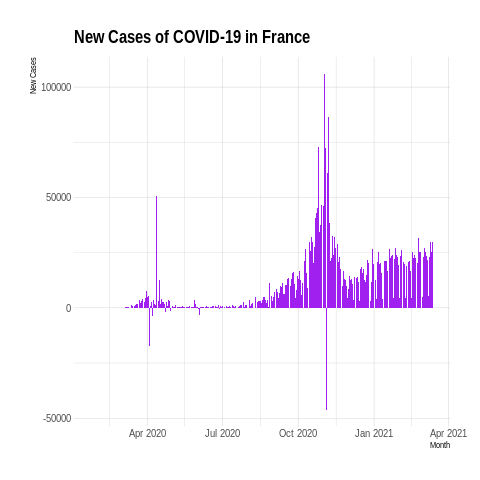 New Cases of COVID-19 in France
New Cases
100000
50000
0
-50000
Apr 2020 Jul 2020 Oct 2020 Jan 2021 Apr 2021
Month